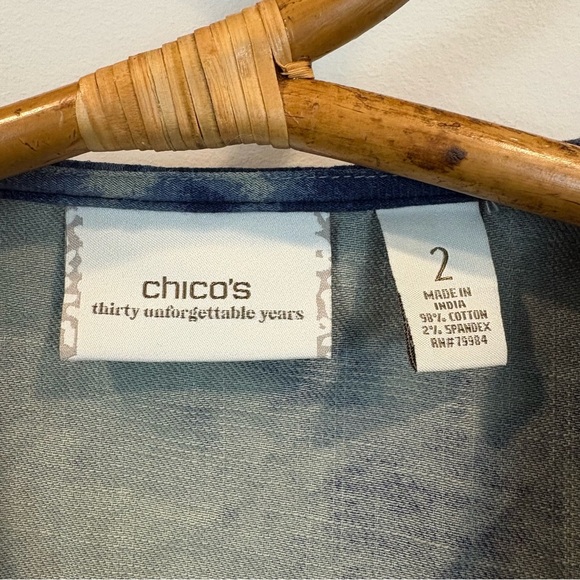 chico's
thirty unforgettable years
2
MADE IN
INDIA
98% COTTON
2% SPANDEX
RN#79984